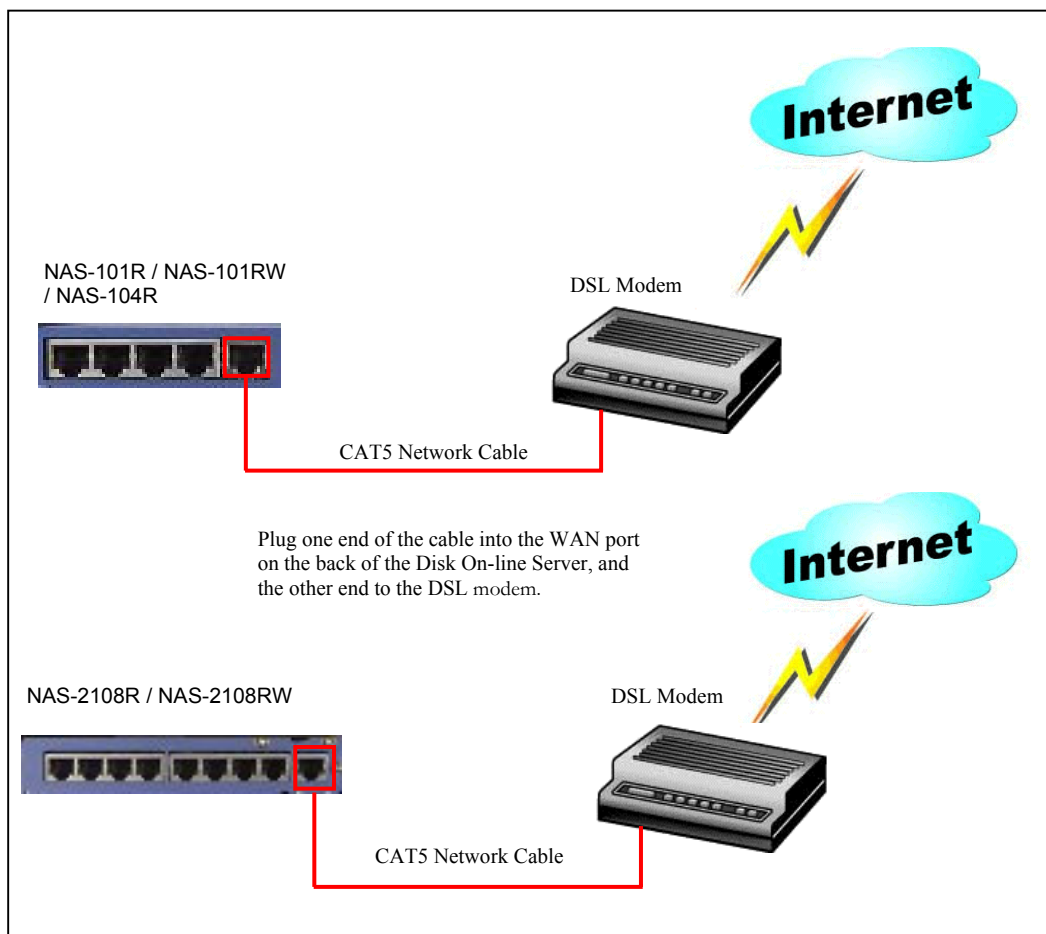 Internet
NAS-101R / NAS-101RW
/ NAS-104R
DSL Modem
CAT5 Network Cable
Plug one end of the cable into the WAN port
on the back of the Disk On-line Server, and
the other end to the DSL modem.
Internet
NAS-2108R / NAS-2108RW
DSL Modem
CAT5 Network Cable